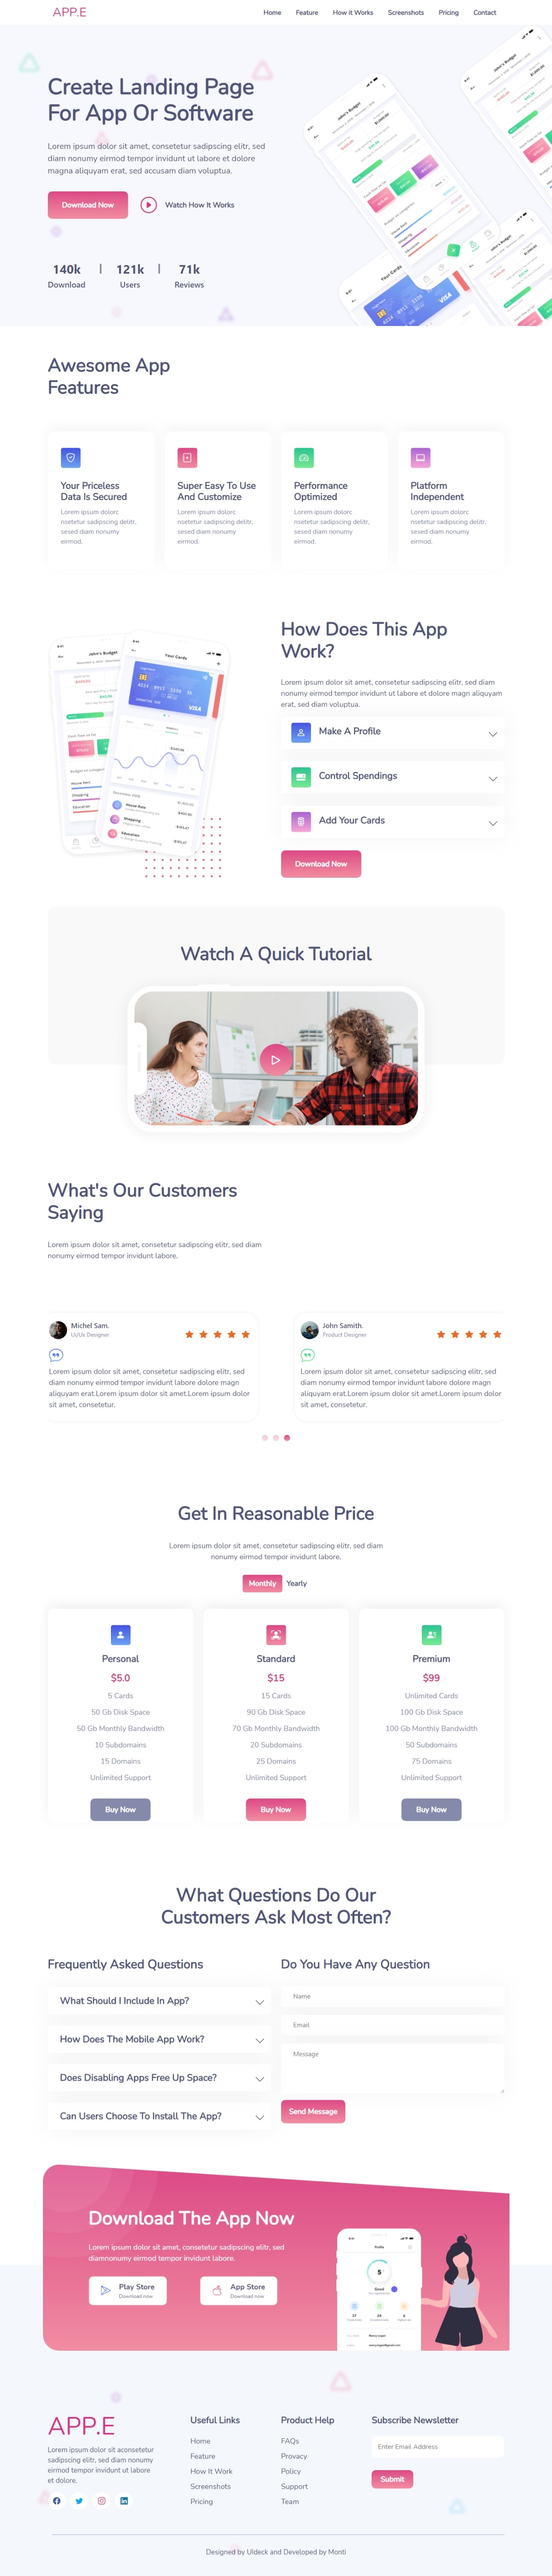 APP.E
Home Feature How it Works Screenshots Pricing Contact
Create Landing Page
For App Or Software
Lorem ipsum dolor sit amet, consetetur sadipscing elitr, sed
diam nonumy eirmod tempor invidunt ut labore et dolore
magna aliquyam erat, sed accusam diam voluptua.
Download Now
Watch How It Works
140k 121k 71k
Download Users Reviews
Awesome App
Features
Your Priceless
Data Is Secured
Lorem ipsum dolorc
nsetetur sadipscing delitr,
sesed diam nonumy
eirmod.
Super Easy To Use
And Customize
Lorem ipsum dolorc
nsetetur sadipscing delitr,
sesed diam nonumy
eirmod.
Performance
Optimized
Lorem ipsum dolorc
nsetetur sadipscing delitr,
sesed diam nonumy
eirmod.
Platform
Independent
Lorem ipsum dolorc
nsetetur sadipscing delitr,
sesed diam nonumy
eirmod.
John's Budget
Your Cards
VISA
House Rate
Shopping
Education
How Does This App
Work?
Lorem ipsum dolor sit amet, consetetur sadipscing elitr, sed diam
nonumy eirmod tempor invidunt ut labore et dolore magn aliquyam
erat, sed diam voluptua.
Make A Profile
Control Spendings
Add Your Cards
Download Now
Watch A Quick Tutorial
What's Our Customers
Saying
Lorem ipsum dolor sit amet, consetetur sadipscing elitr, sed diam
nonumy eirmod tempor invidunt labore.
Michel Sam.
Ui/Ux Designer
Lorem ipsum dolor sit amet, consetetur sadipscing elitr, sed
diam nonumy eirmod tempor invidunt labore dolore magn
aliquyam erat.Lorem ipsum dolor sit amet.Lorem ipsum dolor
sit amet, consetetur.
John Samith.
Product Designer
Lorem ipsum dolor sit amet, consetetur sadipscing elitr, sed
diam nonumy eirmod tempor invidunt labore dolore magn
aliquyam erat.Lorem ipsum dolor sit amet.Lorem ipsum dolor
sit amet, consetetur.
Get In Reasonable Price
Lorem ipsum dolor sit amet, consetetur sadipscing elitr, sed diam
nonumy eirmod tempor invidunt labore.
Monthly Yearly
Personal
$5.0
5 Cards
50 Gb Disk Space
50 Gb Monthly Bandwidth
10 Subdomains
15 Domains
Unlimited Support
Buy Now
Standard
$15
15 Cards
90 Gb Disk Space
70 Gb Monthly Bandwidth
20 Subdomains
25 Domains
Unlimited Support
Buy Now
Premium
$99
Unlimited Cards
100 Gb Disk Space
100 Gb Monthly Bandwidth
50 Subdomains
75 Domains
Unlimited Support
Buy Now
What Questions Do Our
Customers Ask Most Often?
Frequently Asked Questions
What Should I Include In App?
How Does The Mobile App Work?
Does Disabling Apps Free Up Space?
Can Users Choose To Install The App?
Do You Have Any Question
Name
Email
Message
Send Message
Download The App Now
Lorem ipsum dolor sit amet, consetetur sadipscing elitr, sed
diamnonumy eirmod tempor invidunt labore.
Play Store
Download now
App Store
Download now
Profile
5
Good
APP.E
Lorem ipsum dolor sit aconsetetur
sadipscing elitr, sed diam nonumy
eirmod tempor invidunt ut labore
et dolore.
Useful Links
Home
Feature
How It Work
Screenshots
Pricing
Product Help
FAQs
Provacy
Policy
Support
Team
Subscribe Newsletter
Enter Email Address
Submit
Designed by UIdeck and Developed by Monti